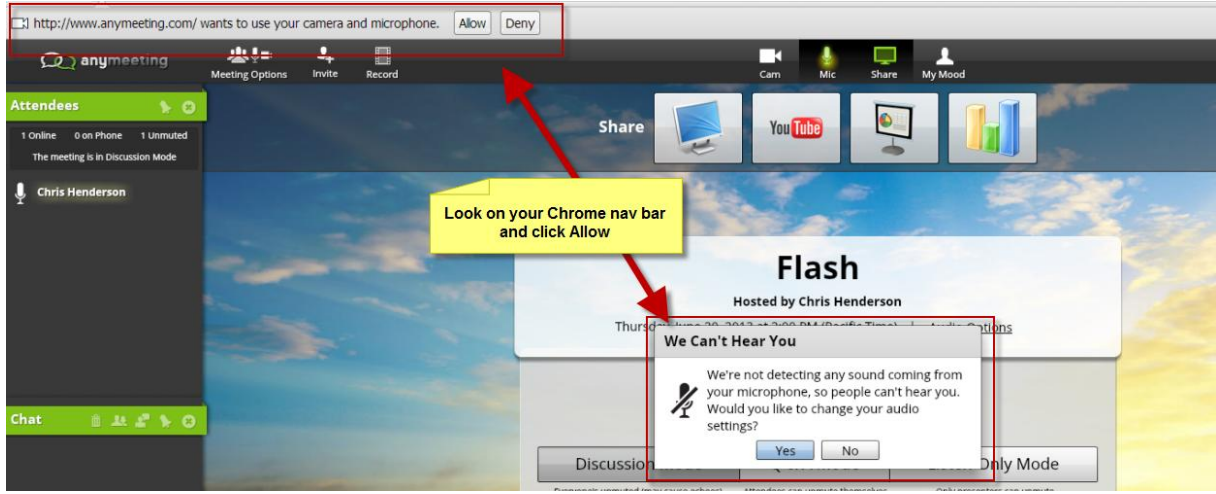 http://www.anymeeting.com/ wants to use your camera and microphone. Allow Deny
anymeeting
Meeting Options Invite Record
Cam Mic Share My Mood
Attendees
1 Online 0 on Phone 1 Unmuted
The meeting is in Discussion Mode
Chris Henderson
Share
You Tube
Look on your Chrome nav bar
and click Allow
Flash
Hosted by Chris Henderson
We Can't Hear You
We're not detecting any sound coming from
your microphone, so people can't hear you.
Would you like to change your audio
settings?
Yes No
Chat
Discussion
Only Mode